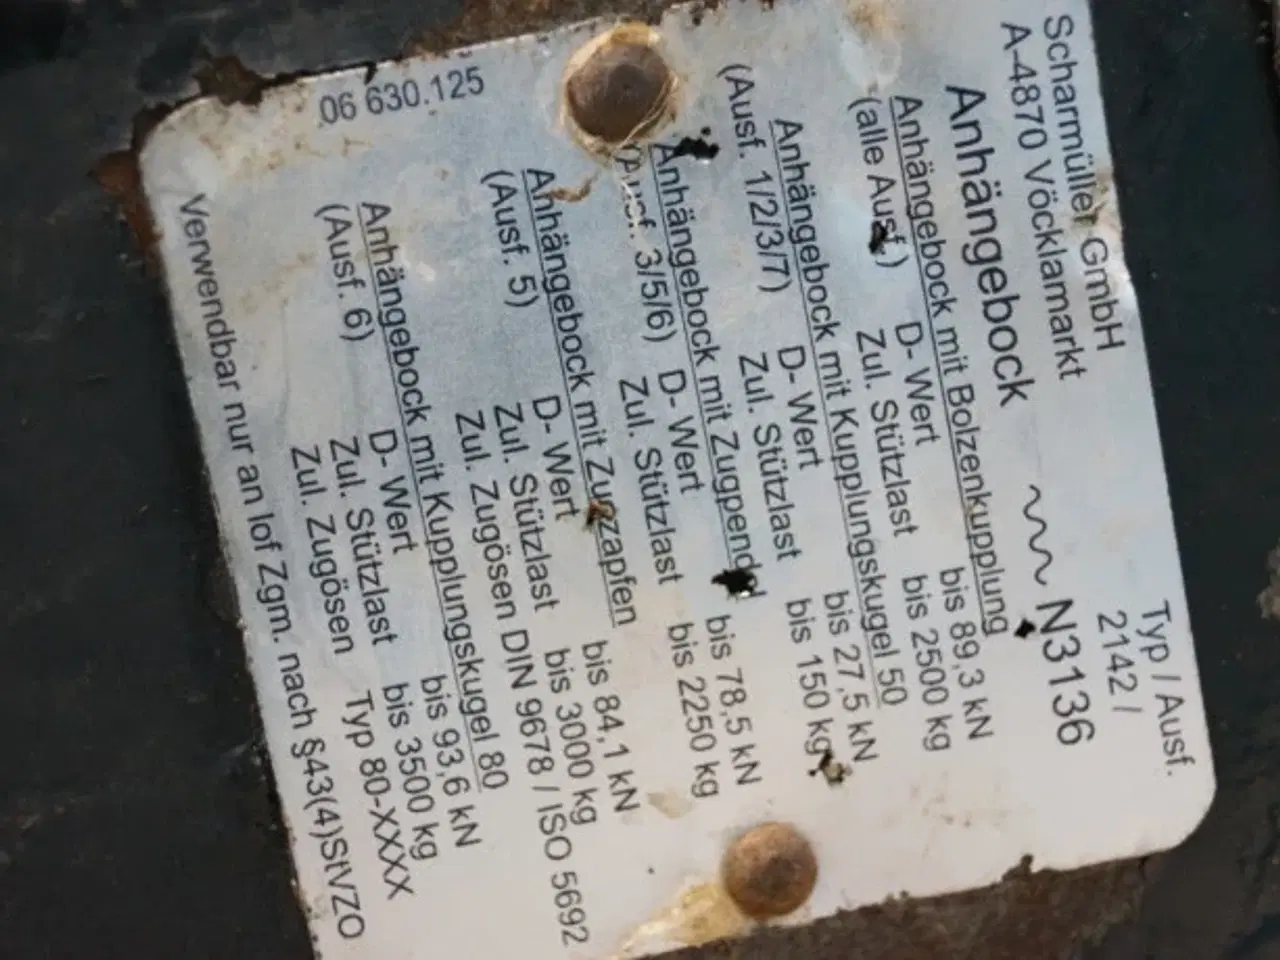 Scharmüller GmbH Typ / Ausf.
A-4870 Vöcklamarkt 2142 /
Anhängebock N3136
Anhängebock mit Bolzenkupplung
(alle Ausf.) D- Wert bis 89,3 kN
Zul. Stützlast bis 2500 kg
Anhängebock mit Kupplungskugel 50
(Ausf. 1/2/3/7) D- Wert bis 27,5 kN
Zul. Stützlast bis 150 kg
Anhängebock mit Zugpendel
(Ausf. 3/5/6) D- Wert bis 78,5 kN
Zul. Stützlast bis 2250 kg
Anhängebock mit Zugzapfen
(Ausf. 5) D- Wert bis 84,1 kN
Zul. Stützlast bis 3000 kg
Zul. Zugösen DIN 9678 / ISO 5692
Anhängebock mit Kupplungskugel 80
(Ausf. 6) D- Wert bis 93,6 kN
Zul. Stützlast bis 3500 kg
Zul. Zugösen Typ 80-XXXX
Verwendbar nur an lof Zgm. nach §43(4)StVZO
06 630.125